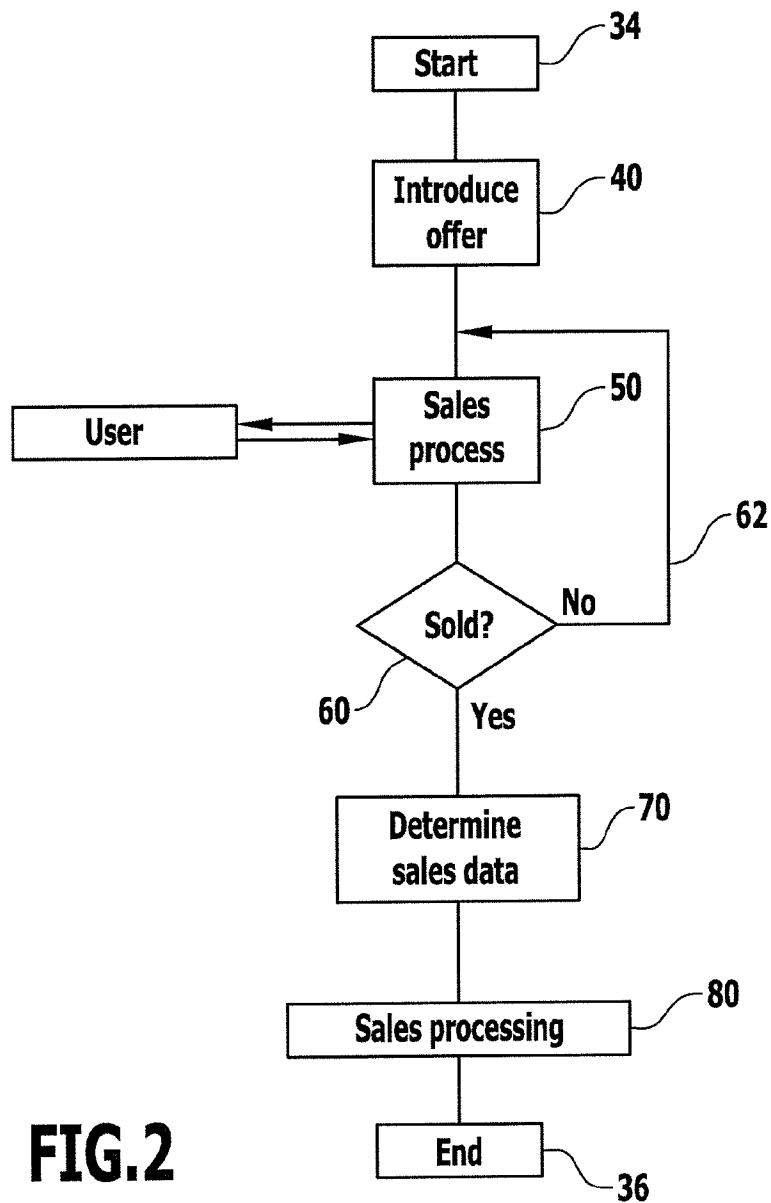 34
Start
40
Introduce
offer
50
Sales
process
User
62
No
Sold?
60
Yes
70
Determine
sales data
80
Sales processing
End
36
FIG.2